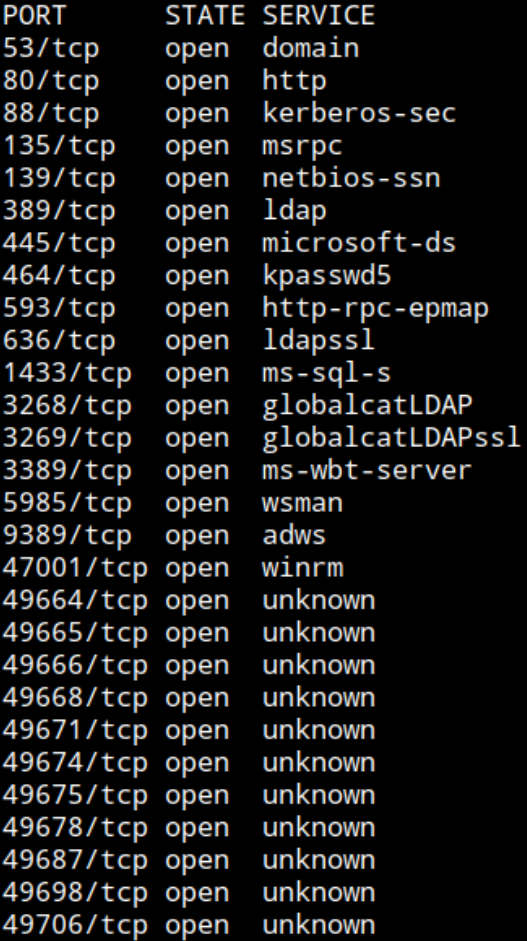 PORT STATE SERVICE
53/tcp open domain
80/tcp open http
88/tcp open kerberos-sec
135/tcp open msrpc
139/tcp open netbios-ssn
389/tcp open ldap
445/tcp open microsoft-ds
464/tcp open kpasswd5
593/tcp open http-rpc-epmap
636/tcp open ldapssl
1433/tcp open ms-sql-s
3268/tcp open globalcatLDAP
3269/tcp open globalcatLDAPssl
3389/tcp open ms-wbt-server
5985/tcp open wsman
9389/tcp open adws
47001/tcp open winrm
49664/tcp open unknown
49665/tcp open unknown
49666/tcp open unknown
49668/tcp open unknown
49671/tcp open unknown
49674/tcp open unknown
49675/tcp open unknown
49678/tcp open unknown
49687/tcp open unknown
49698/tcp open unknown
49706/tcp open unknown